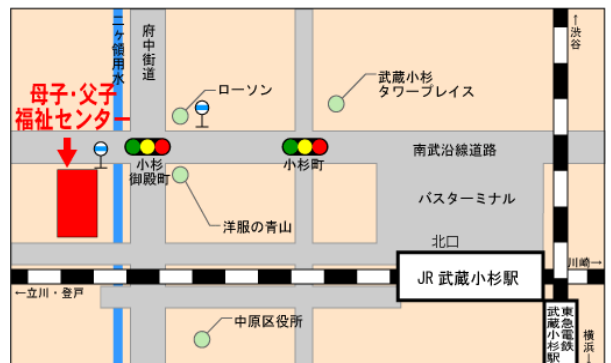 二ヶ領用水
府中街道
↑渋谷
母子・父子
福祉センター
ローソン
武蔵小杉
タワープレイス
小杉
御殿町
小杉町
南武沿線道路
洋服の青山
バスターミナル
北口
川崎→
JR 武蔵小杉駅
←立川・登戸
中原区役所
東急電鉄
武蔵小杉駅
横浜↓